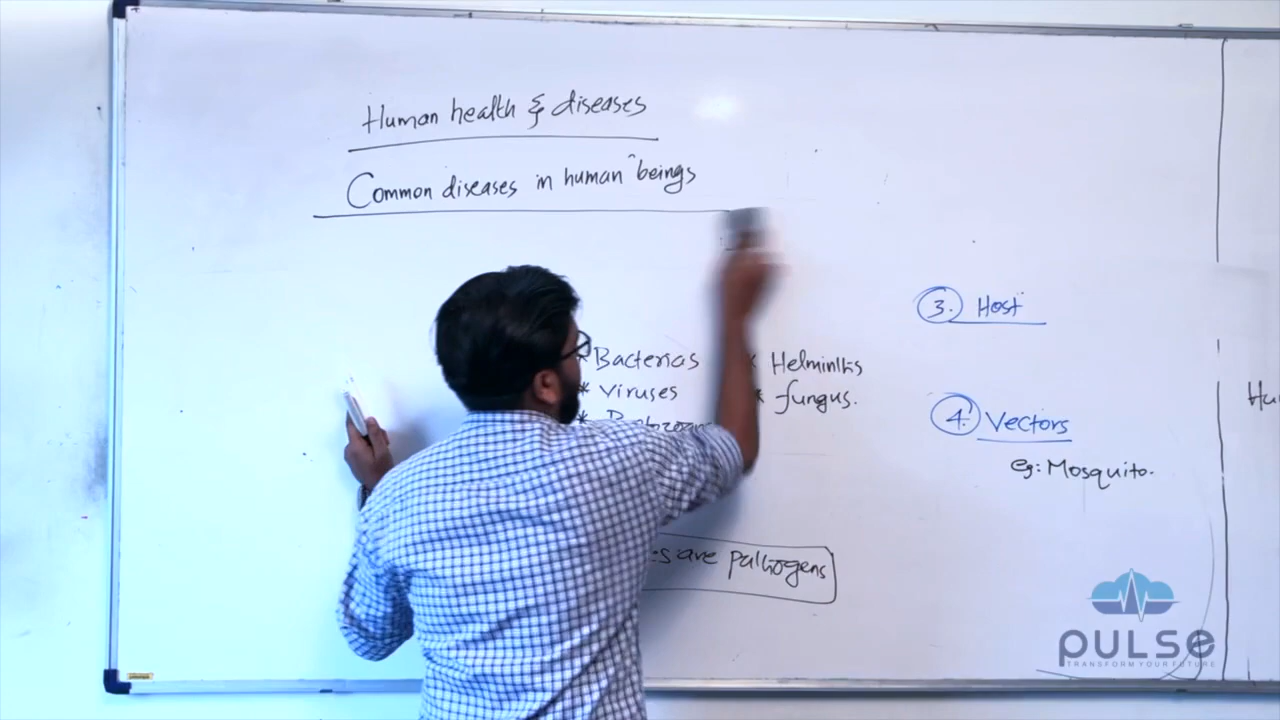 Human health & diseases
Common diseases in human beings
* Bacterias
* Viruses
* Helminths
* fungus.
are pathogens
3. Host
4. Vectors
eg: Mosquito.
PULSE
TRANSFORM YOUR FUTURE